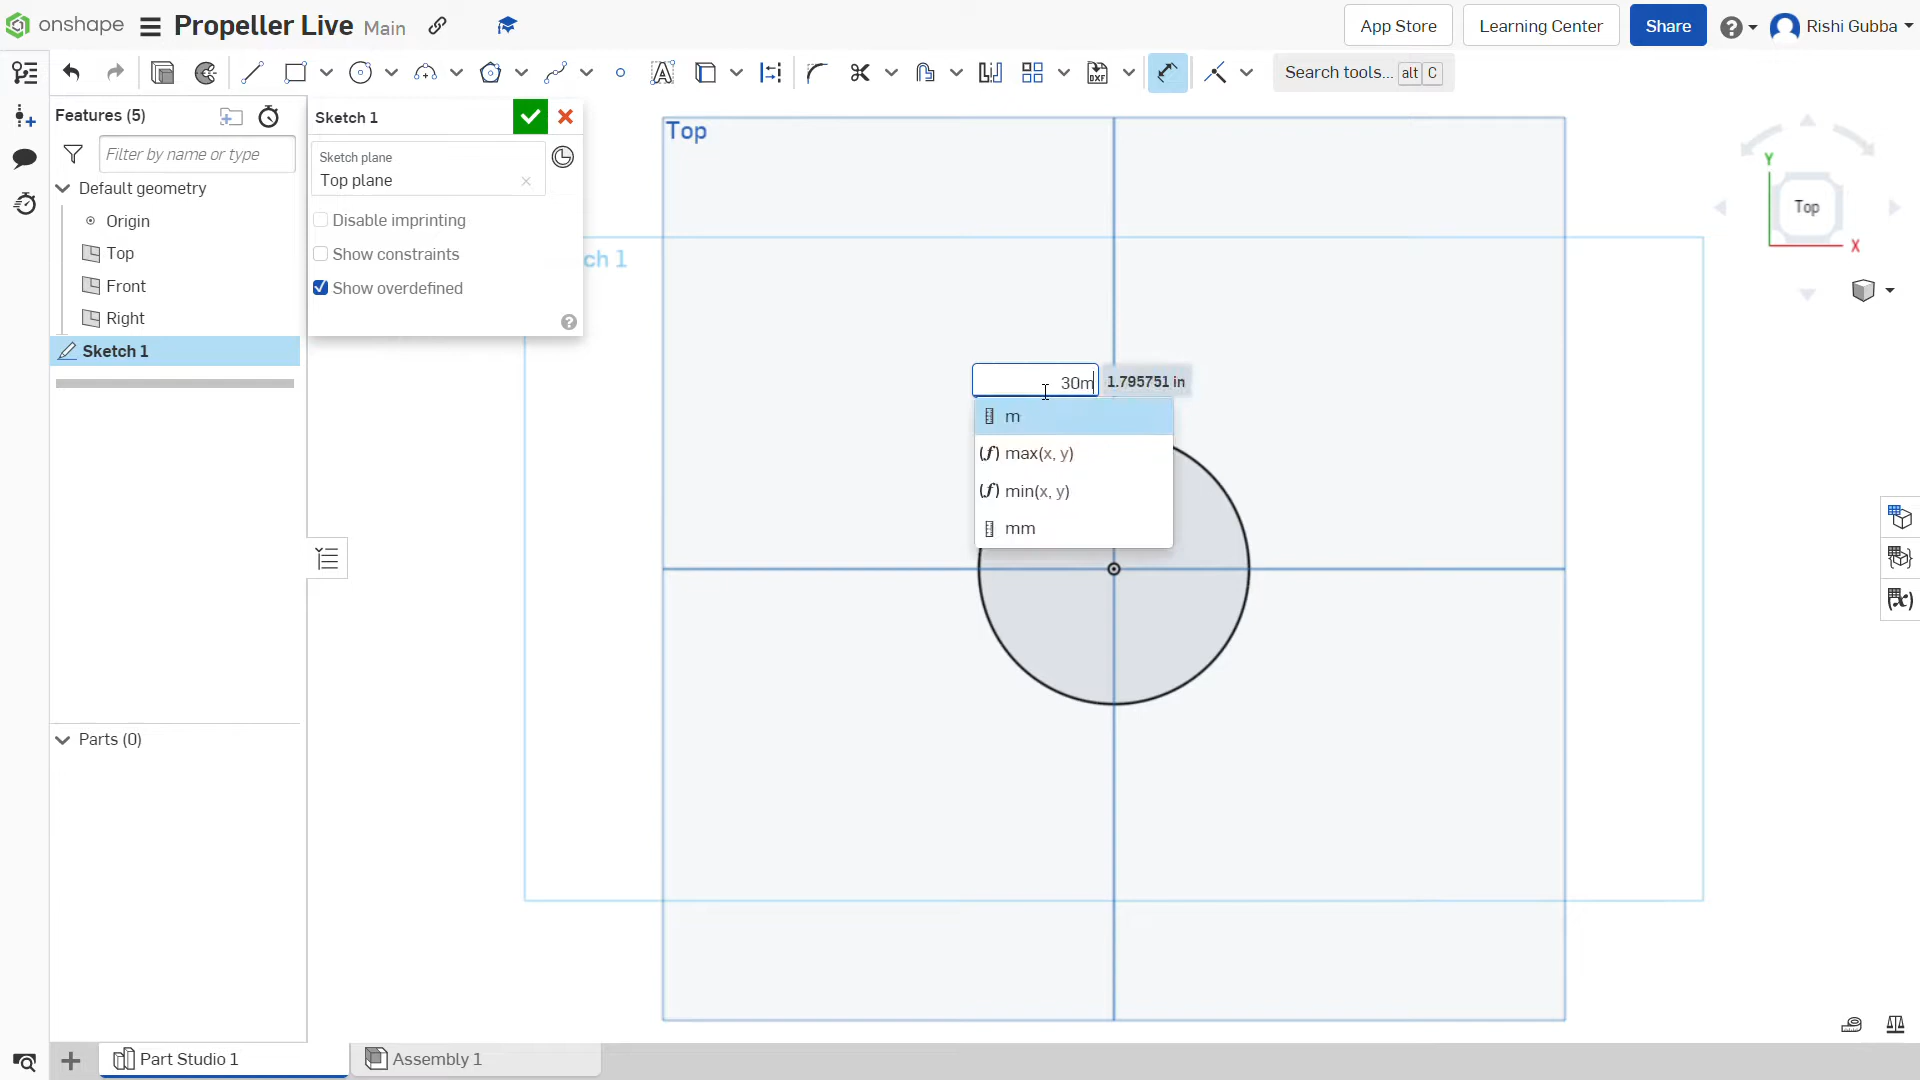 onshape
Propeller Live Main
App Store
Learning Center
Share
Rishi Gubba
Search tools... alt C
Features (5)
Filter by name or type
Default geometry
Origin
Top
Front
Right
Sketch 1
Parts (0)
Sketch 1
Sketch plane
Top plane
Disable imprinting
Show constraints
Show overdefined
Top
ch 1
30m
1.795751 in
m
(f) max(x, y)
(f) min(x, y)
mm
Y
Top
X
(x)
Part Studio 1
Assembly 1